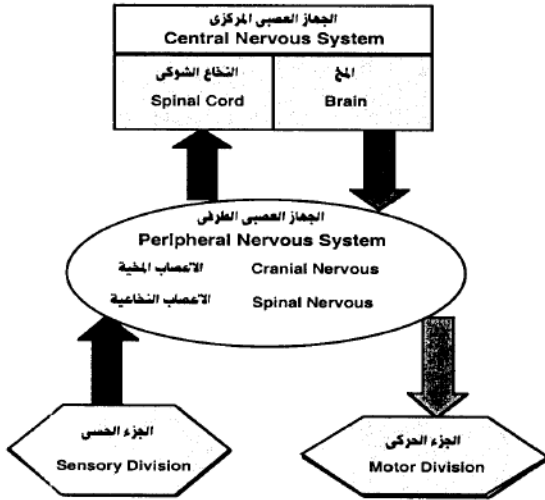 الجهاز العصبى المركزى
Central Nervous System
النخاع الشوكى
Spinal Cord
المخ
Brain
الجهاز العصبى الطرفى
Peripheral Nervous System
الاعصاب المخية Cranial Nervous
الاعصاب النخاعية Spinal Nervous
الجزء الحسى
Sensory Division
الجزء الحركى
Motor Division